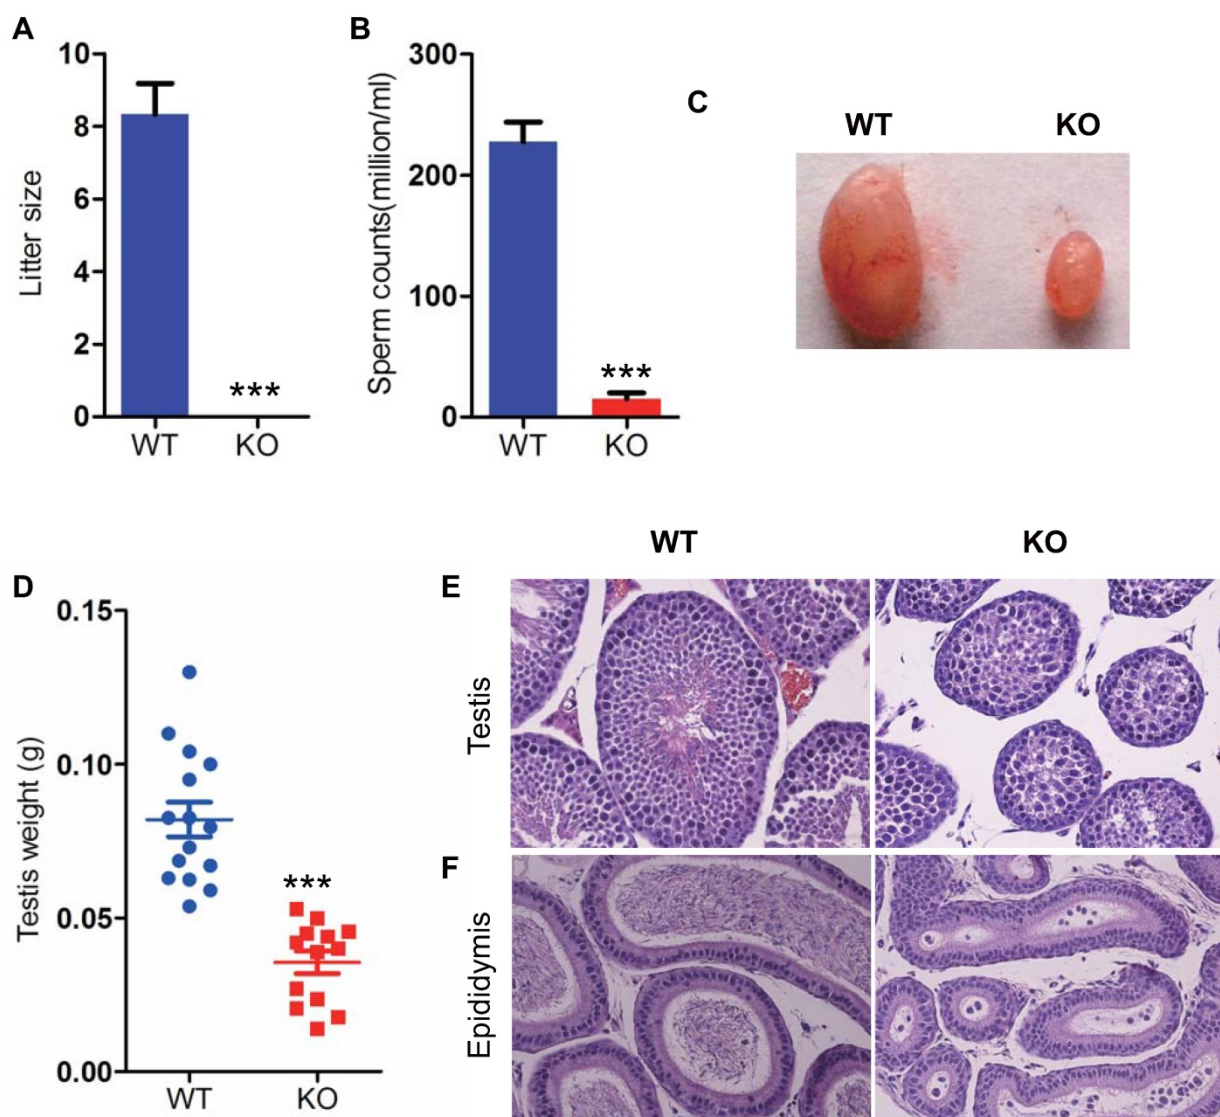 A
10
8
6
4
2
0
Litter size
***
WT
KO
B
300
200
100
0
Sperm counts(million/ml)
***
WT
KO
C
WT
KO
D
0.15
0.10
0.05
0.00
Testis weight (g)
***
WT
KO
WT
KO
E
Testis
F
Epididymis